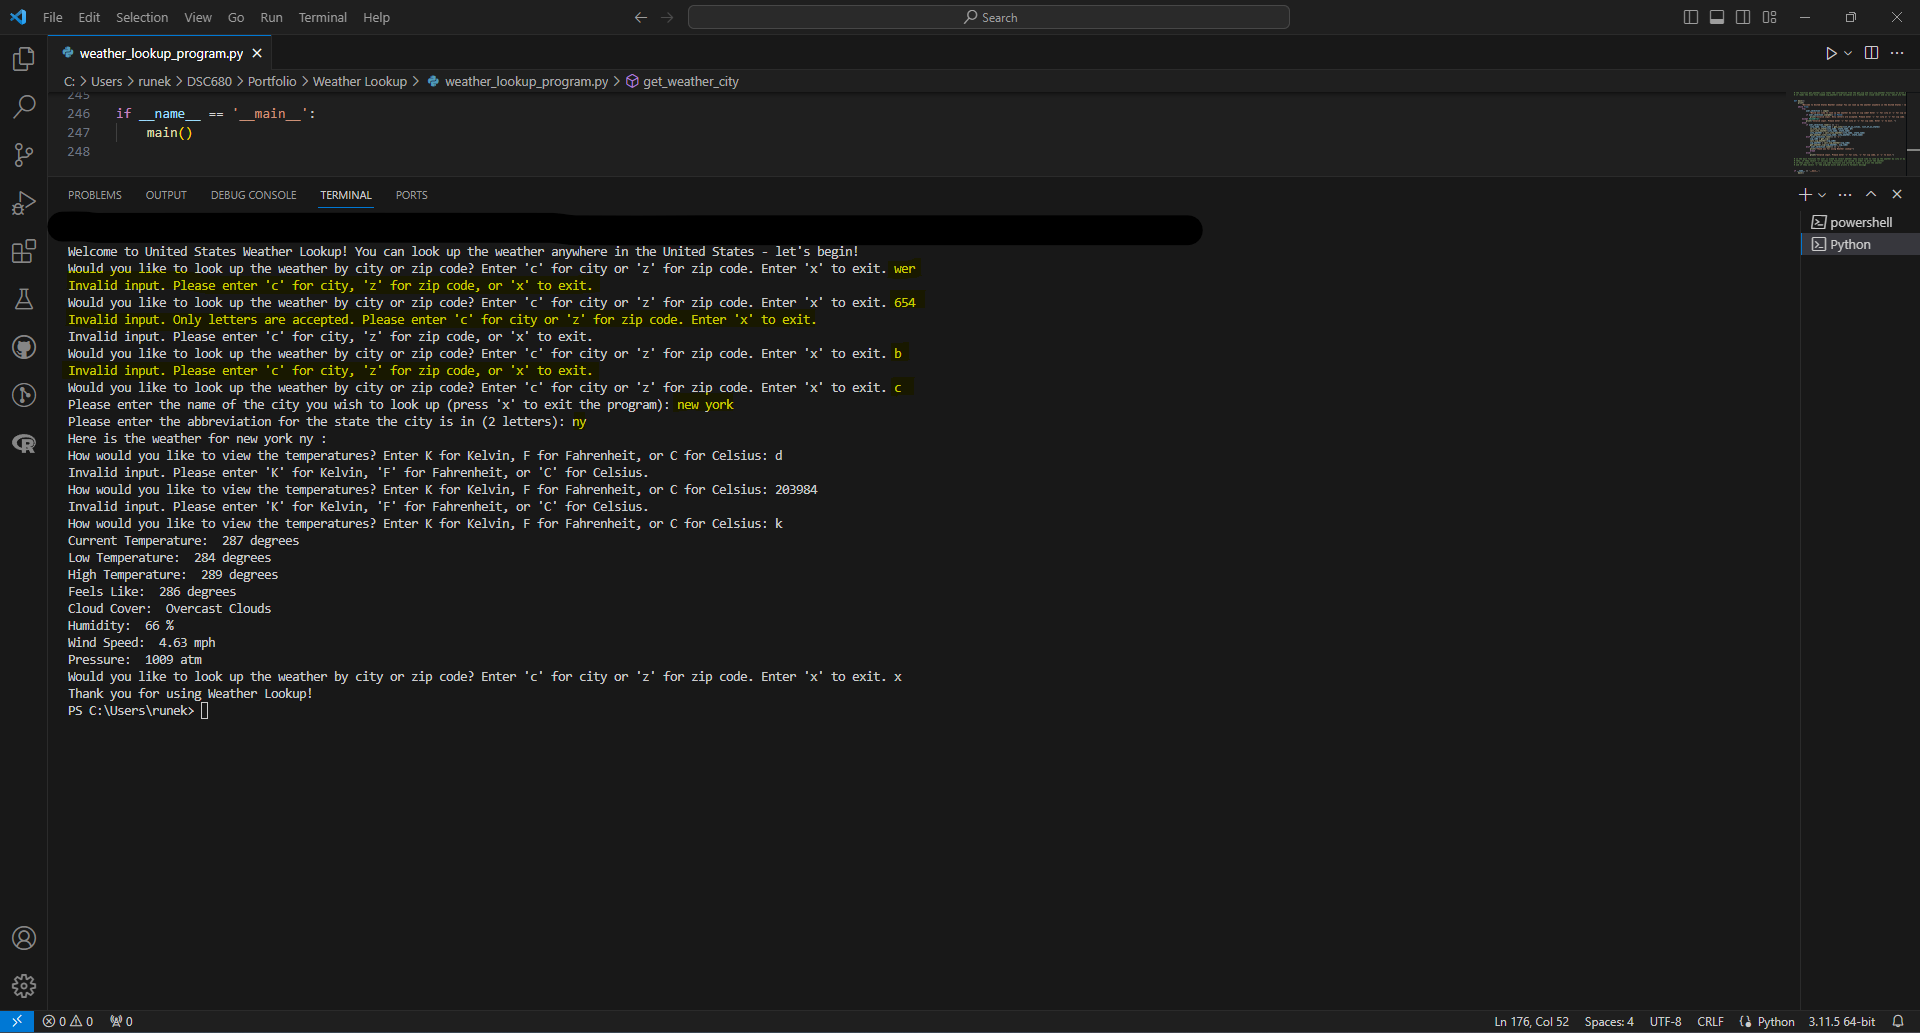 File Edit Selection View Go Run Terminal Help
Search
weather_lookup_program.py
C: > Users > runek > DSC680 > Portfolio > Weather Lookup > weather_lookup_program.py > get_weather_city
245
246 if __name__ == '__main__':
247 main()
248
PROBLEMS OUTPUT DEBUG CONSOLE TERMINAL PORTS
powershell
Python
Welcome to United States Weather Lookup! You can look up the weather anywhere in the United States - let's begin!
Would you like to look up the weather by city or zip code? Enter 'c' for city or 'z' for zip code. Enter 'x' to exit. wer
Invalid input. Please enter 'c' for city, 'z' for zip code, or 'x' to exit.
Would you like to look up the weather by city or zip code? Enter 'c' for city or 'z' for zip code. Enter 'x' to exit. 654
Invalid input. Only letters are accepted. Please enter 'c' for city or 'z' for zip code. Enter 'x' to exit.
Invalid input. Please enter 'c' for city, 'z' for zip code, or 'x' to exit.
Would you like to look up the weather by city or zip code? Enter 'c' for city or 'z' for zip code. Enter 'x' to exit. b
Invalid input. Please enter 'c' for city, 'z' for zip code, or 'x' to exit.
Would you like to look up the weather by city or zip code? Enter 'c' for city or 'z' for zip code. Enter 'x' to exit. c
Please enter the name of the city you wish to look up (press 'x' to exit the program): new york
Please enter the abbreviation for the state the city is in (2 letters): ny
Here is the weather for new york ny :
How would you like to view the temperatures? Enter K for Kelvin, F for Fahrenheit, or C for Celsius: d
Invalid input. Please enter 'K' for Kelvin, 'F' for Fahrenheit, or 'C' for Celsius.
How would you like to view the temperatures? Enter K for Kelvin, F for Fahrenheit, or C for Celsius: 203984
Invalid input. Please enter 'K' for Kelvin, 'F' for Fahrenheit, or 'C' for Celsius.
How would you like to view the temperatures? Enter K for Kelvin, F for Fahrenheit, or C for Celsius: k
Current Temperature:  287 degrees
Low Temperature:  284 degrees
High Temperature:  289 degrees
Feels Like:  286 degrees
Cloud Cover:  Overcast Clouds
Humidity:  66 %
Wind Speed:  4.63 mph
Pressure:  1009 atm
Would you like to look up the weather by city or zip code? Enter 'c' for city or 'z' for zip code. Enter 'x' to exit. x
Thank you for using Weather Lookup!
PS C:\Users\runek>
0 0 0 Ln 176, Col 52 Spaces: 4 UTF-8 CRLF Python 3.11.5 64-bit